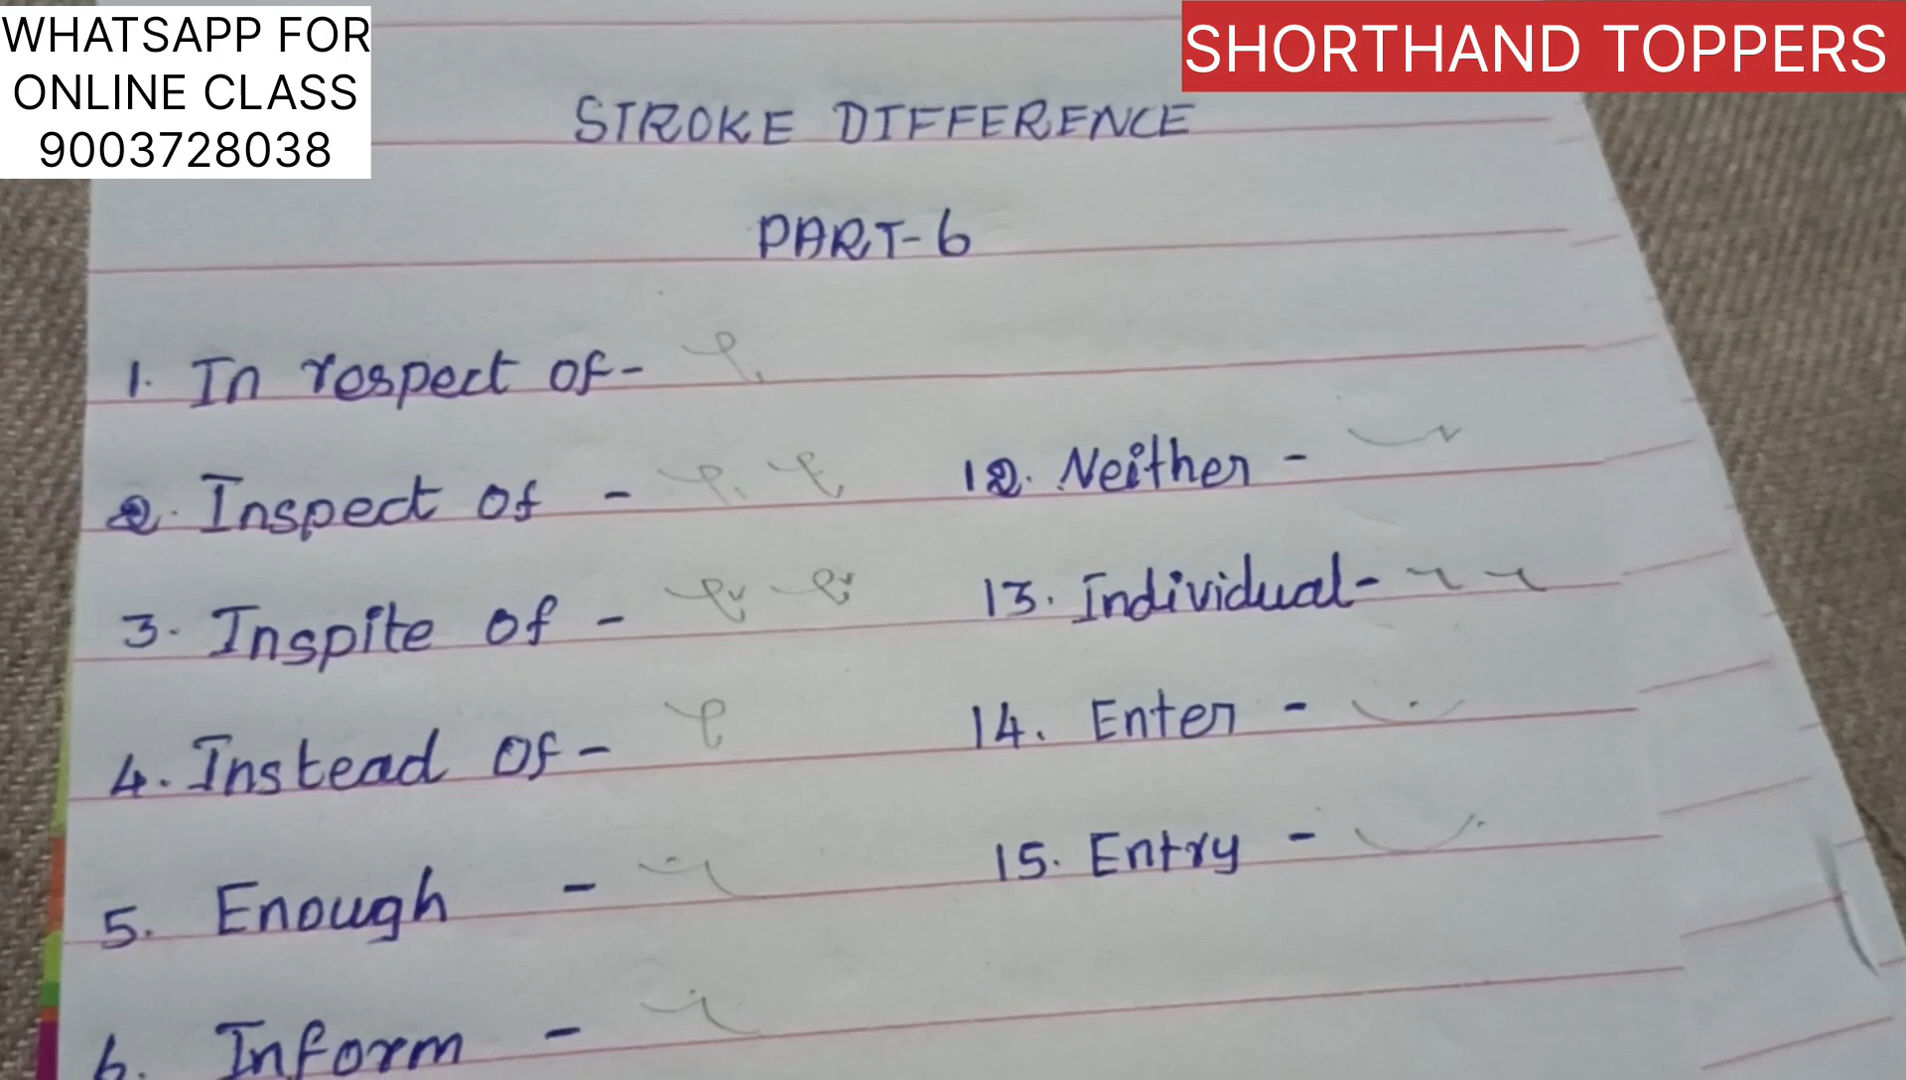 WHATSAPP FOR
ONLINE CLASS
9003728038
SHORTHAND TOPPERS
STROKE DIFFERENCE
PART-6
1. In respect of -
2. Inspect of -
3. Inspite of -
4. Instead of -
5. Enough -
6. Inform -
12. Neither -
13. Individual -
14. Enter -
15. Entry -